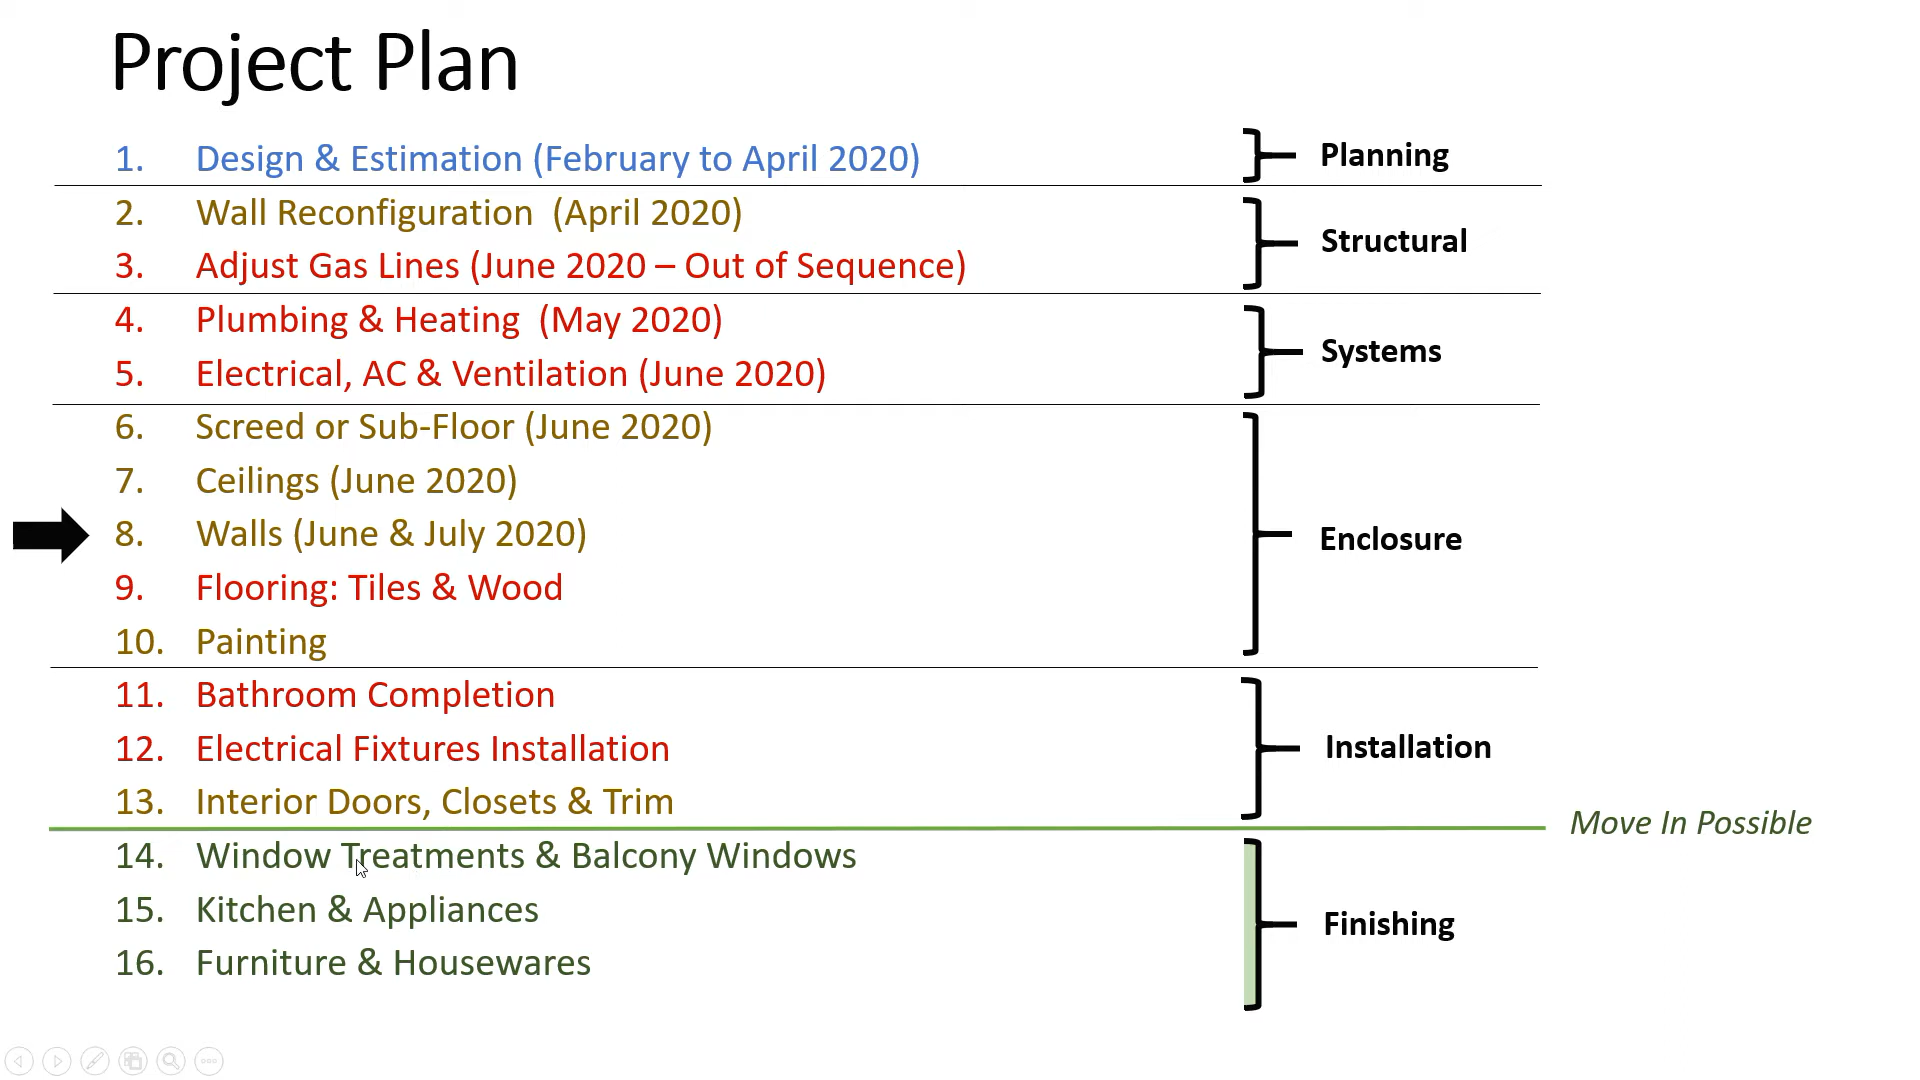 Project Plan
1. Design & Estimation (February to April 2020)
Planning
2. Wall Reconfiguration (April 2020)
3. Adjust Gas Lines (June 2020 – Out of Sequence)
Structural
4. Plumbing & Heating (May 2020)
5. Electrical, AC & Ventilation (June 2020)
Systems
6. Screed or Sub-Floor (June 2020)
7. Ceilings (June 2020)
8. Walls (June & July 2020)
9. Flooring: Tiles & Wood
10. Painting
Enclosure
11. Bathroom Completion
12. Electrical Fixtures Installation
13. Interior Doors, Closets & Trim
Installation
Move In Possible
14. Window Treatments & Balcony Windows
15. Kitchen & Appliances
16. Furniture & Housewares
Finishing